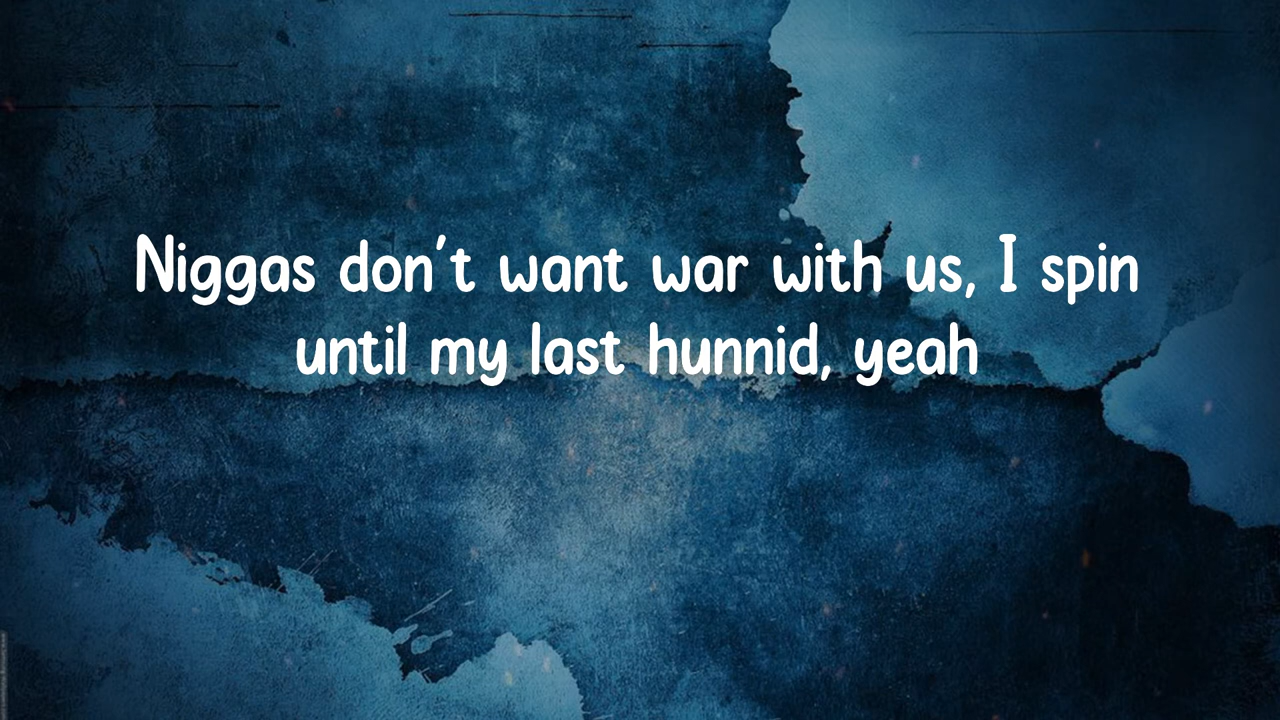 Niggas don't want war with us, I spin
until my last hunnid, yeah